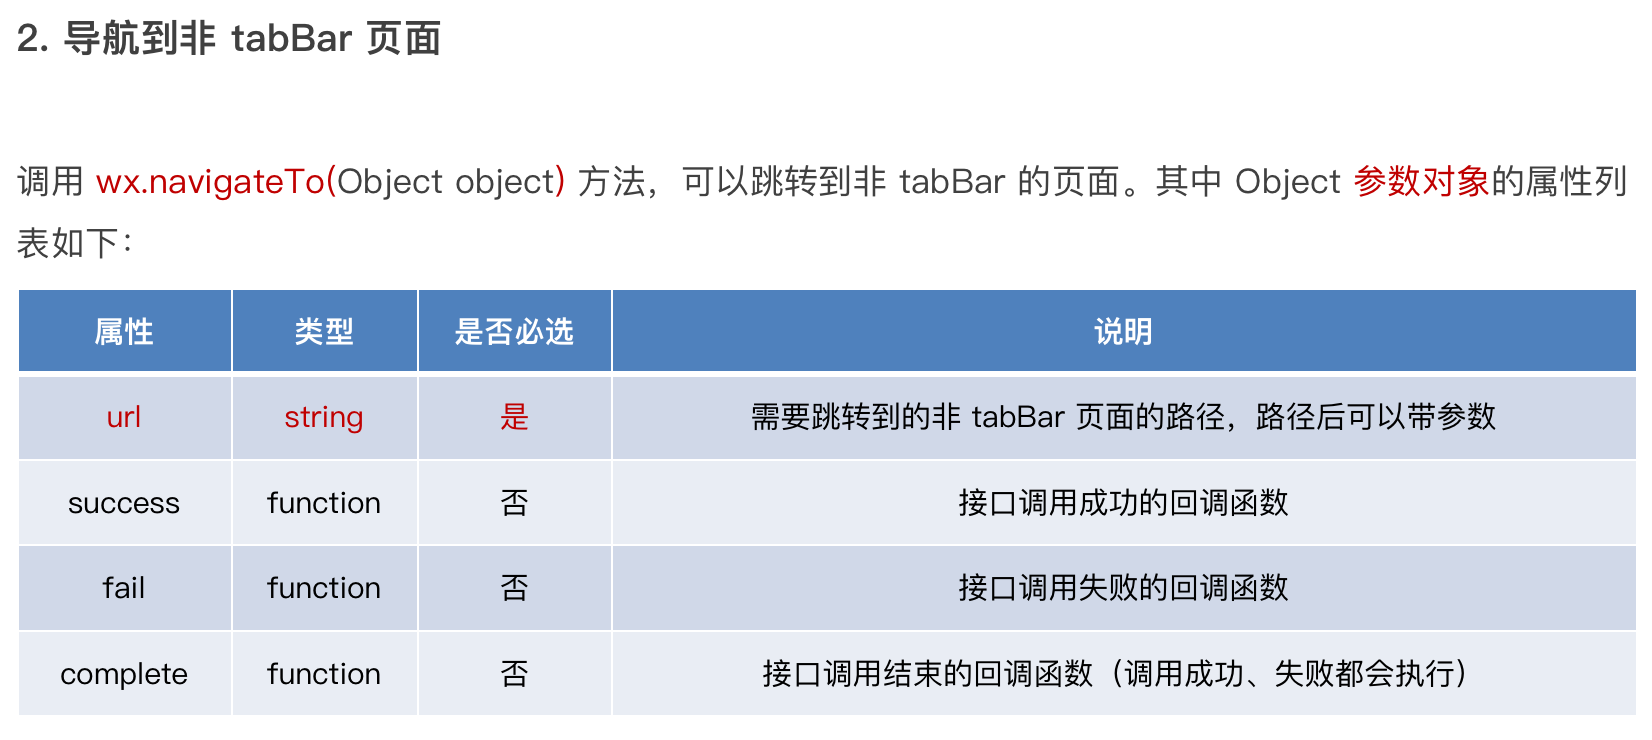 2. 导航到非 tabBar 页面
调用 wx.navigateTo(Object object) 方法，可以跳转到非 tabBar 的页面。其中 Object 参数对象的属性列
表如下：
属性 类型 是否必选 说明
url string 是 需要跳转到的非 tabBar 页面的路径，路径后可以带参数
success function 否 接口调用成功的回调函数
fail function 否 接口调用失败的回调函数
complete function 否 接口调用结束的回调函数（调用成功、失败都会执行）